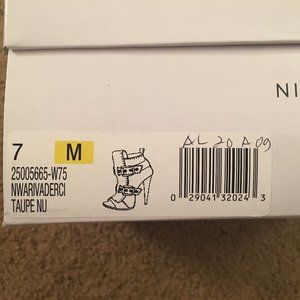 NI
7 M
25005665-W75
NWARIVADERCI
TAUPE NU
AL 20 A 09
0 29041 32024 3